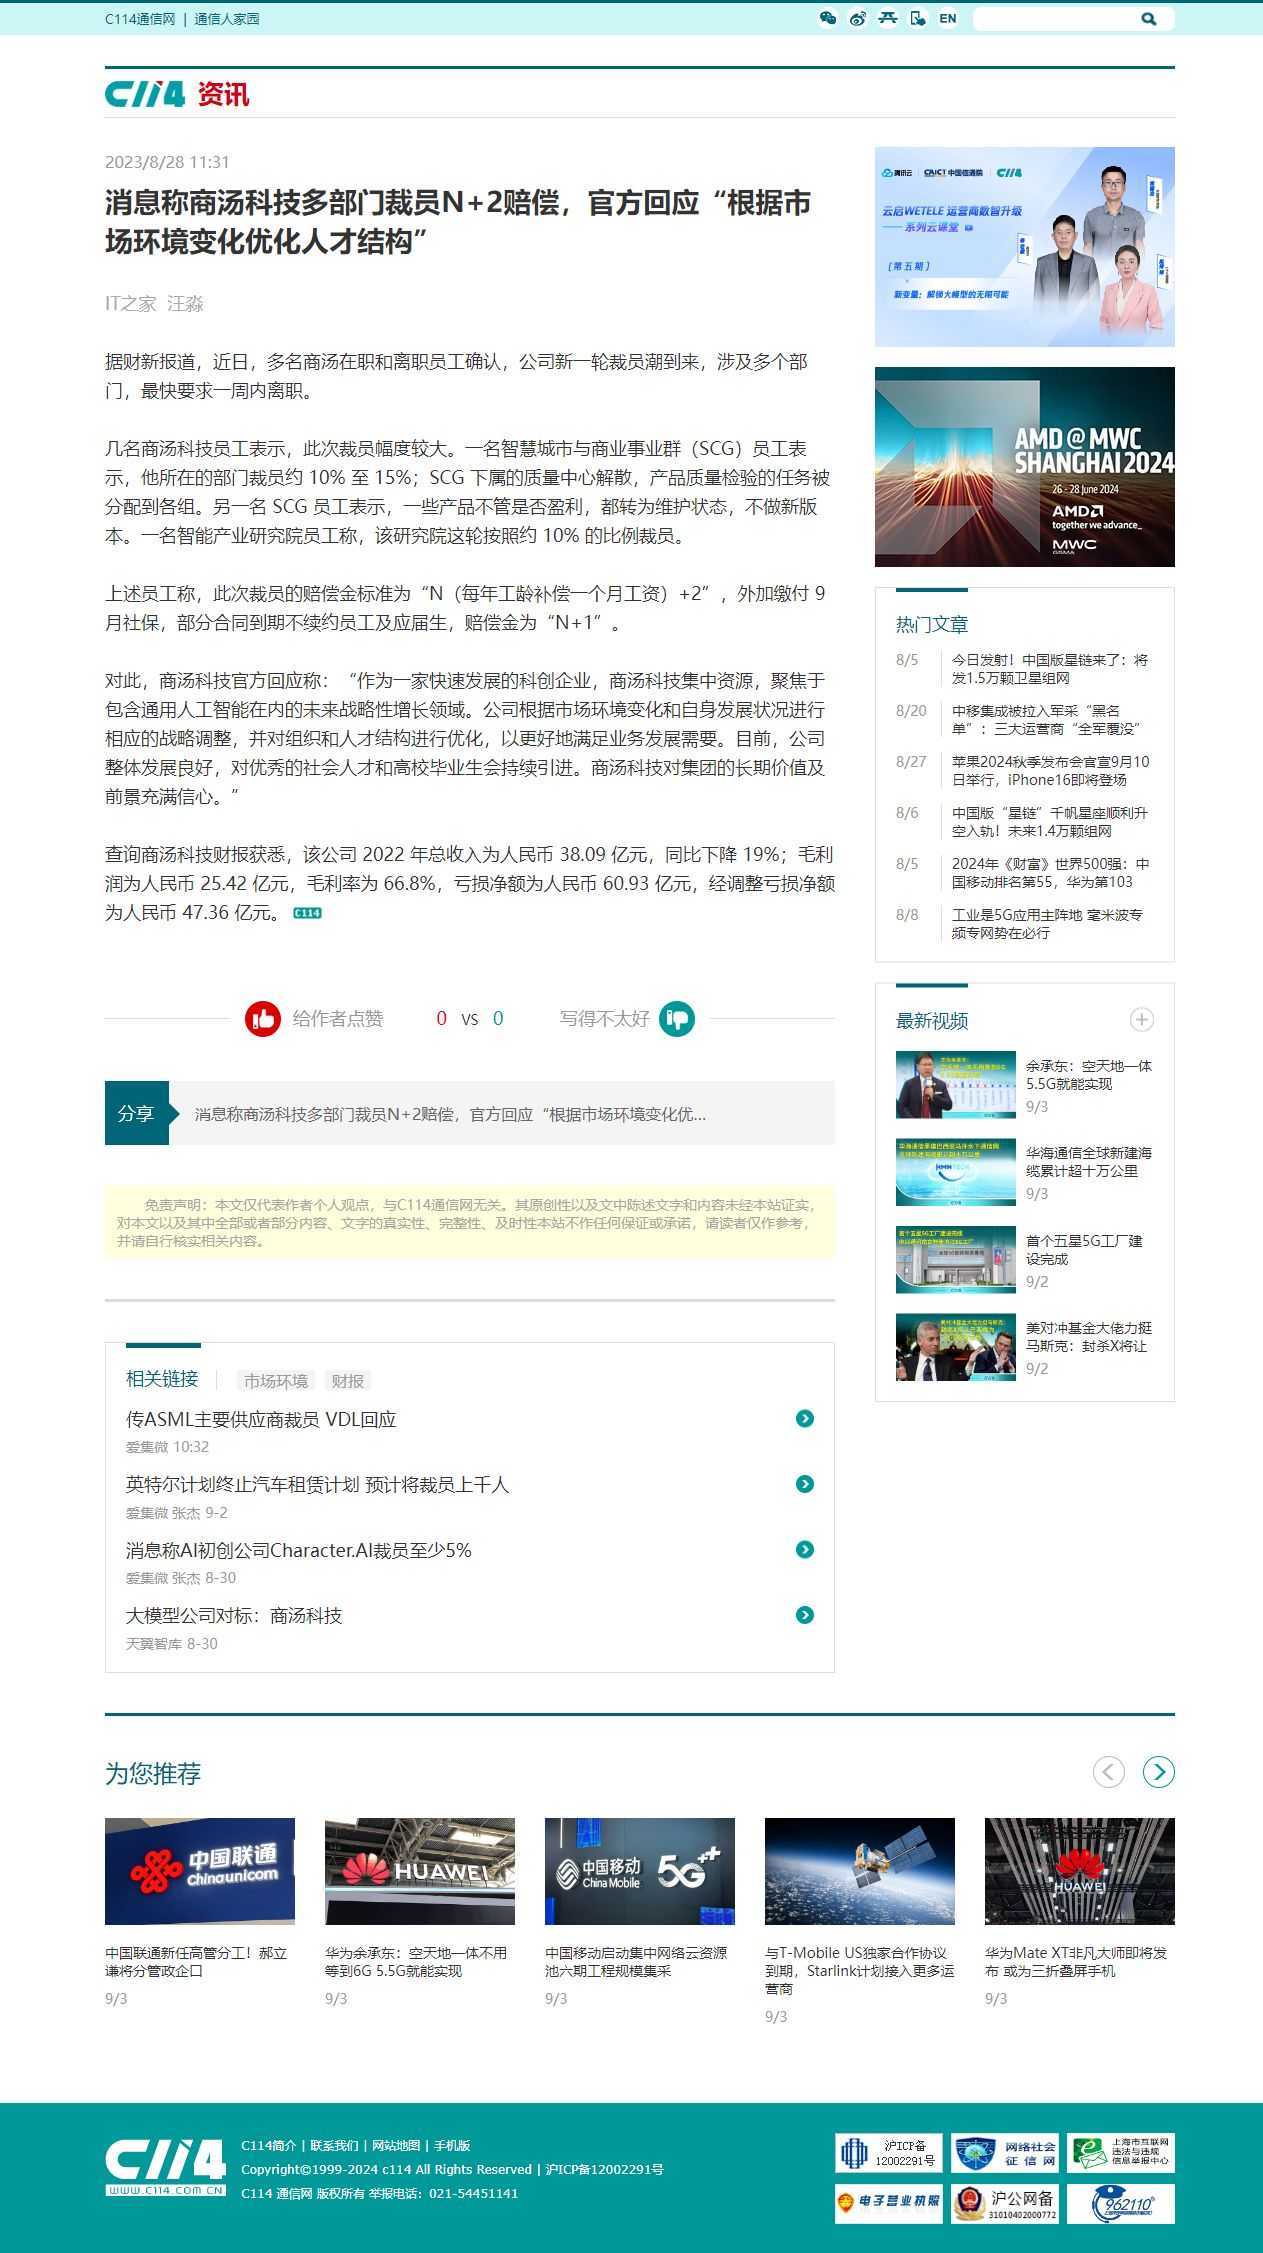 C114通信网 | 通信人家园
EN
C114 资讯
2023/8/28 11:31
消息称商汤科技多部门裁员N+2赔偿，官方回应“根据市
场环境变化优化人才结构”
IT之家 汪淼
据财新报道，近日，多名商汤在职和离职员工确认，公司新一轮裁员潮到来，涉及多个部
门，最快要求一周内离职。
几名商汤科技员工表示，此次裁员幅度较大。一名智慧城市与商业事业群（SCG）员工表
示，他所在的部门裁员约 10% 至 15%；SCG 下属的质量中心解散，产品质量检验的任务被
分配到各组。另一名 SCG 员工表示，一些产品不管是否盈利，都转为维护状态，不做新版
本。一名智能产业研究院员工称，该研究院这轮按照约 10% 的比例裁员。
上述员工称，此次裁员的赔偿金标准为“N（每年工龄补偿一个月工资）+2”，外加缴付 9
月社保，部分合同到期不续约员工及应届生，赔偿金为“N+1”。
对此，商汤科技官方回应称：“作为一家快速发展的科创企业，商汤科技集中资源，聚焦于
包含通用人工智能在内的未来战略性增长领域。公司根据市场环境变化和自身发展状况进行
相应的战略调整，并对组织和人才结构进行优化，以更好地满足业务发展需要。目前，公司
整体发展良好，对优秀的社会人才和高校毕业生会持续引进。商汤科技对集团的长期价值及
前景充满信心。”
查询商汤科技财报获悉，该公司 2022 年总收入为人民币 38.09 亿元，同比下降 19%；毛利
润为人民币 25.42 亿元，毛利率为 66.8%，亏损净额为人民币 60.93 亿元，经调整亏损净额
为人民币 47.36 亿元。 C114
给作者点赞 0 VS 0 写得不太好
分享 消息称商汤科技多部门裁员N+2赔偿，官方回应“根据市场环境变化优...
免责声明：本文仅代表作者个人观点，与C114通信网无关。其原创性以及文中陈述文字和内容未经本站证实，
对本文以及其中全部或者部分内容、文字的真实性、完整性、及时性本站不作任何保证或承诺，请读者仅作参考，
并请自行核实相关内容。
相关链接 市场环境 财报
传ASML主要供应商裁员 VDL回应
爱集微 10:32
英特尔计划终止汽车租赁计划 预计将裁员上千人
爱集微 张杰 9-2
消息称AI初创公司Character.AI裁员至少5%
爱集微 张杰 8-30
大模型公司对标：商汤科技
天翼智库 8-30
腾讯云 CAICT 中国信通院 C114
云启WETELE 运营商数智升级
系列云课堂
〔第五期〕
新变量：解锁大模型的无限可能
AMD @ MWC
SHANGHAI 2024
26 - 28 June 2024
AMD
together we advance_
MWC
GSMA
热门文章
8/5 今日发射！中国版星链来了：将
发1.5万颗卫星组网
8/20 中移集成被拉入军采“黑名
单”：三大运营商“全军覆没”
8/27 苹果2024秋季发布会官宣9月10
日举行，iPhone16即将登场
8/6 中国版“星链”千帆星座顺利升
空入轨！未来1.4万颗组网
8/5 2024年《财富》世界500强：中
国移动排名第55，华为第103
8/8 工业是5G应用主阵地 毫米波专
频专网势在必行
最新视频
余承东：空天地一体
5.5G就能实现
9/3
华海通信全球新建海
缆累计超十万公里
9/3
首个五星5G工厂建
设完成
9/2
美对冲基金大佬力挺
马斯克：封杀X将让
9/2
为您推荐
中国联通
China unicom
HUAWEI
中国移动
China Mobile
5G++
HUAWEI
中国联通新任高管分工！郝立
谦将分管政企口
9/3
华为余承东：空天地一体不用
等到6G 5.5G就能实现
9/3
中国移动启动集中网络云资源
池六期工程规模集采
9/3
与T-Mobile US独家合作协议
到期，Starlink计划接入更多运
营商
9/3
华为Mate XT非凡大师即将发
布 或为三折叠屏手机
9/3
C114
WWW.C114.COM.CN
C114简介 | 联系我们 | 网站地图 | 手机版
Copyright©1999-2024 c114 All Rights Reserved | 沪ICP备12002291号
C114 通信网 版权所有 举报电话：021-54451141
沪ICP备
12002291号
网络社会
征信网
上海市互联网
违法与违规
信息举报中心
电子营业执照
沪公网备
31010402000772
962110